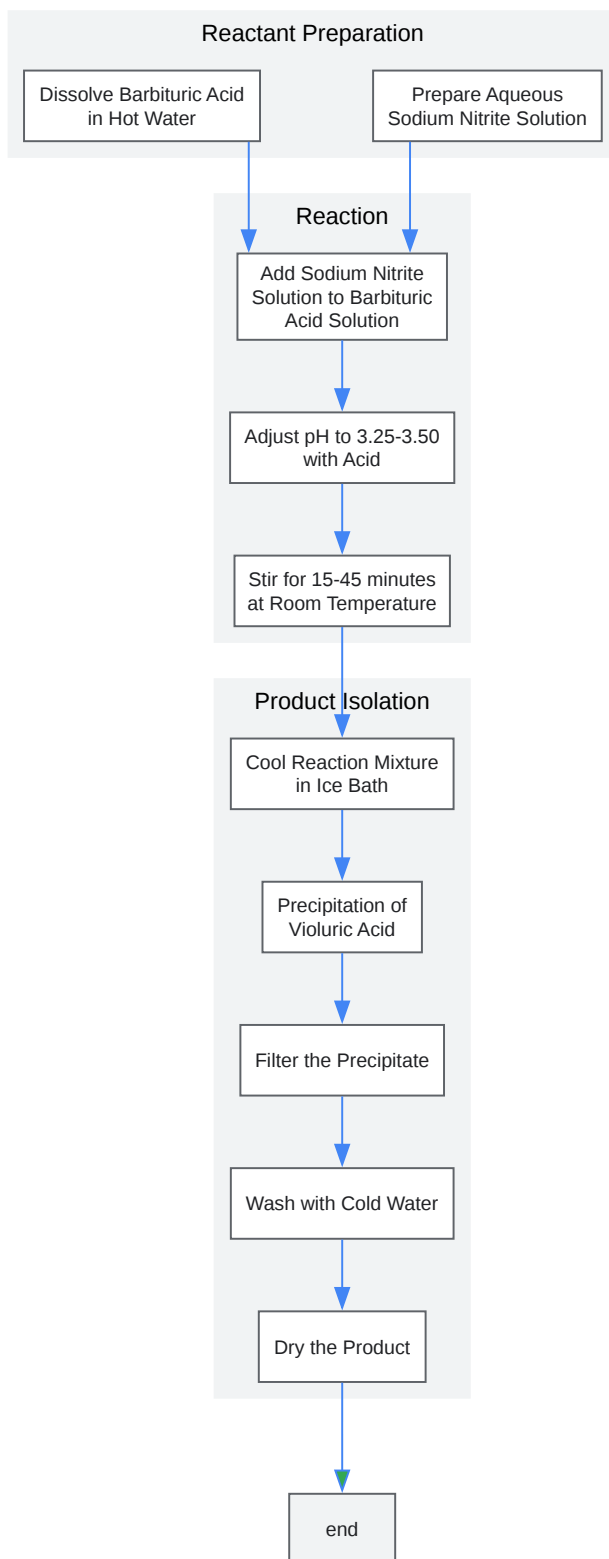 Reactant Preparation
Dissolve Barbituric Acid
in Hot Water
Prepare Aqueous
Sodium Nitrite Solution
Reaction
Add Sodium Nitrite
Solution to Barbituric
Acid Solution
Adjust pH to 3.25-3.50
with Acid
Stir for 15-45 minutes
at Room Temperature
Product Isolation
Cool Reaction Mixture
in Ice Bath
Precipitation of
Violuric Acid
Filter the Precipitate
Wash with Cold Water
Dry the Product
end